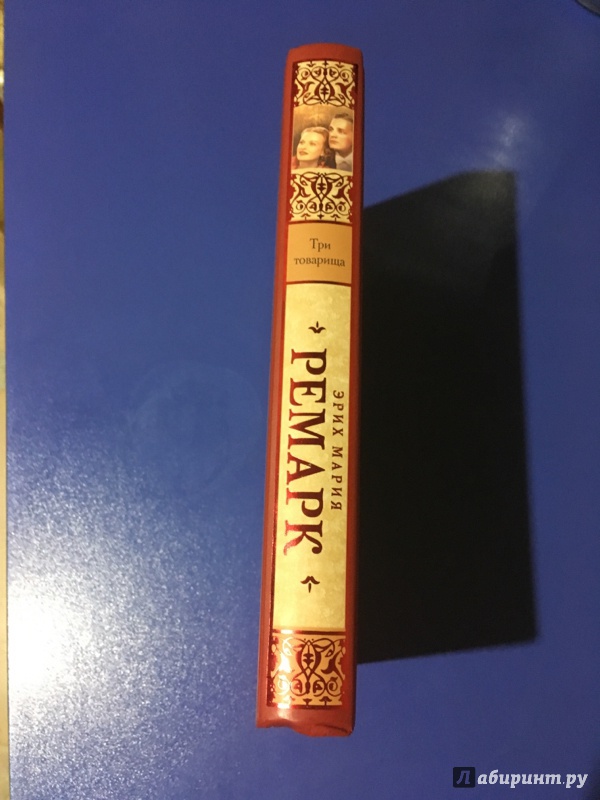 Три
товарища
ЭРИХ МАРИЯ
РЕМАРК
Лабиринт.ру